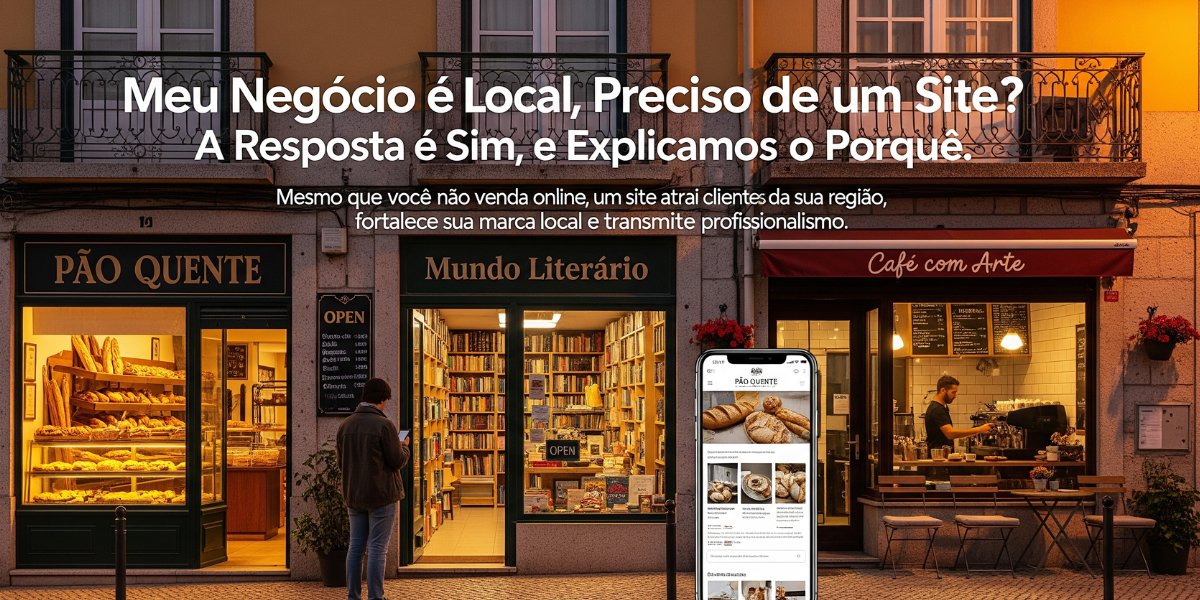 Meu Negócio é Local, Preciso de um Site?
A Resposta é Sim, e Explicamos o Porquê.
Mesmo que você não venda online, um site atrai clientes da sua região,
fortalece sua marca local e transmite profissionalismo.
PÃO QUENTE
Mundo Literário
Café com Arte
OPEN
OPEN
PÃO QUENTE